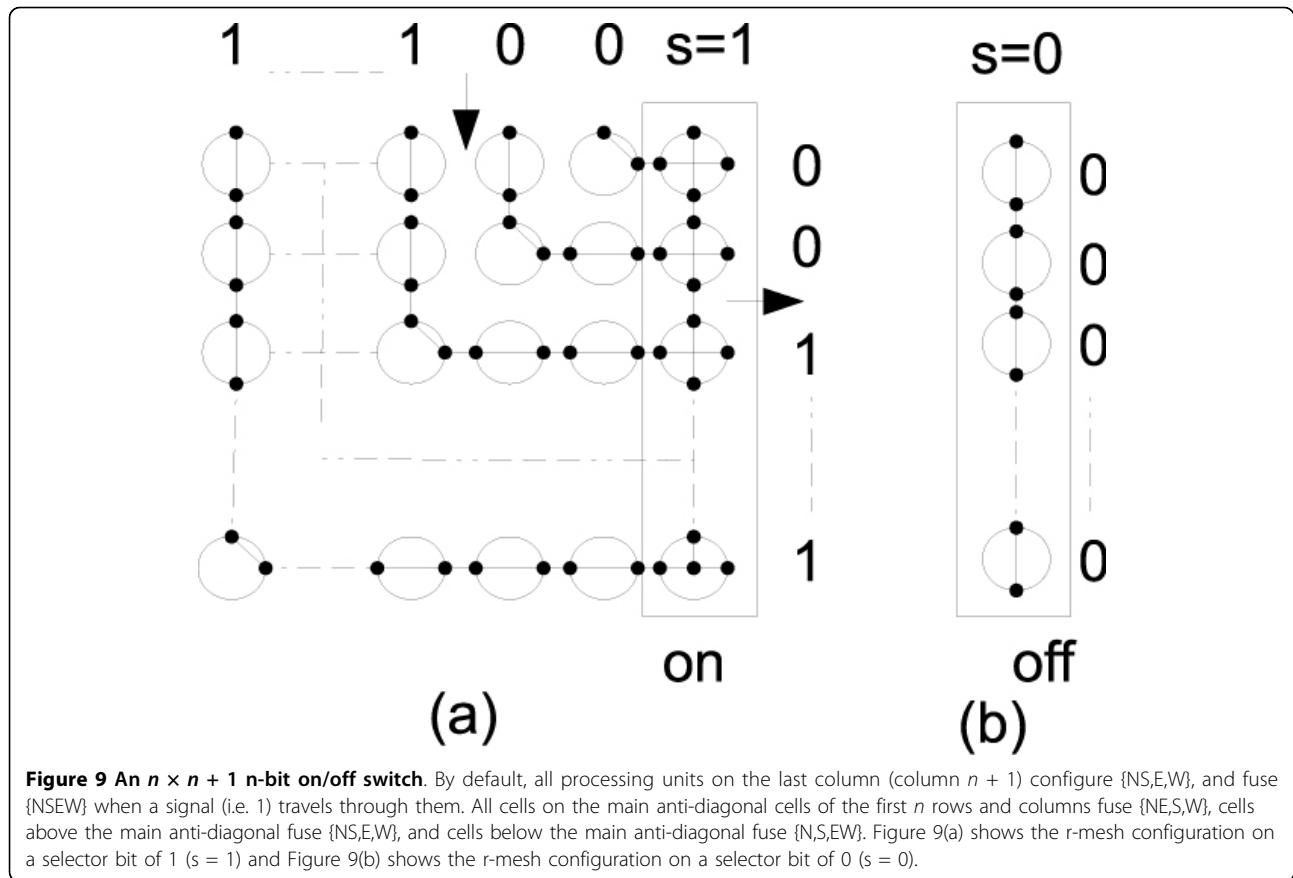 1 1 0 0 s=1 s=0
0 0
0 0
1 0
1 0
on off
(a) (b)
Figure 9 An n × n + 1 n-bit on/off switch. By default, all processing units on the last column (column n + 1) configure {NS,E,W}, and fuse
{NSEW} when a signal (i.e. 1) travels through them. All cells on the main anti-diagonal cells of the first n rows and columns fuse {NE,S,W}, cells
above the main anti-diagonal fuse {NS,E,W}, and cells below the main anti-diagonal fuse {N,S,EW}. Figure 9(a) shows the r-mesh configuration on
a selector bit of 1 (s = 1) and Figure 9(b) shows the r-mesh configuration on a selector bit of 0 (s = 0).